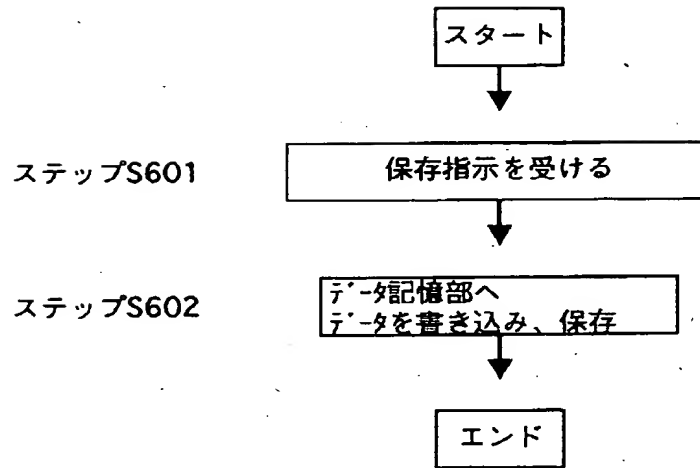 スタート
ステップS601
保存指示を受ける
ステップS602
ﾃﾞｰﾀ記憶部へ
ﾃﾞｰﾀを書き込み、保存
エンド